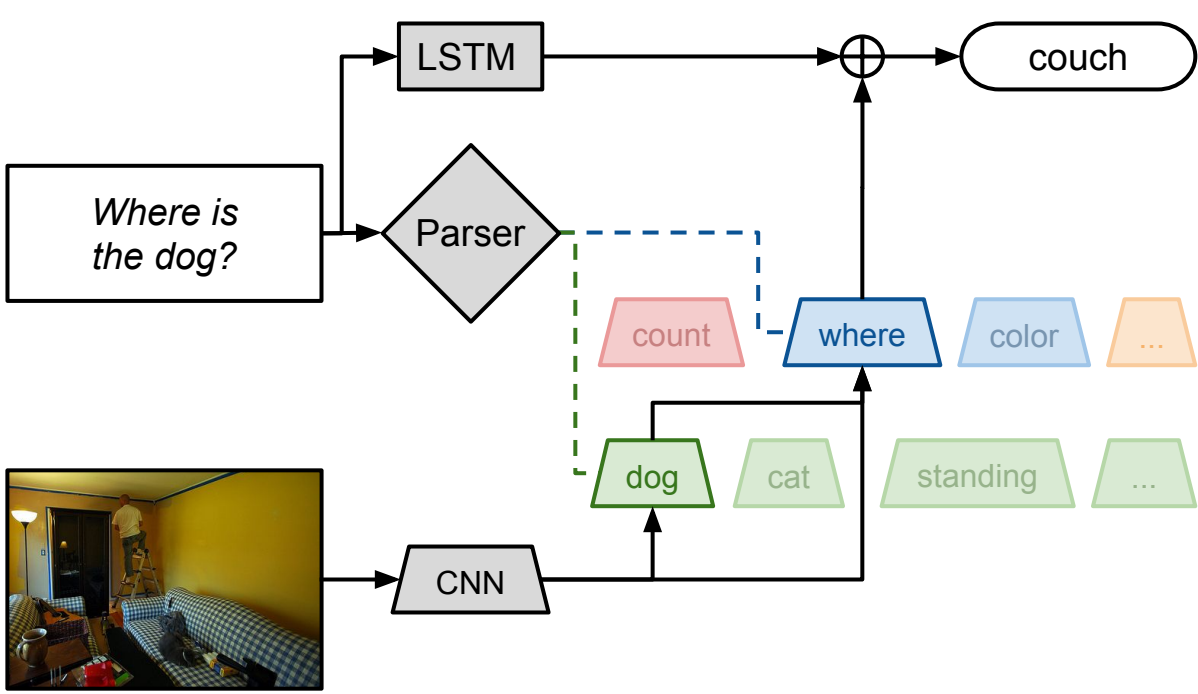 LSTM
couch
Where is
the dog?
Parser
count
where
color
...
dog
cat
standing
...
CNN